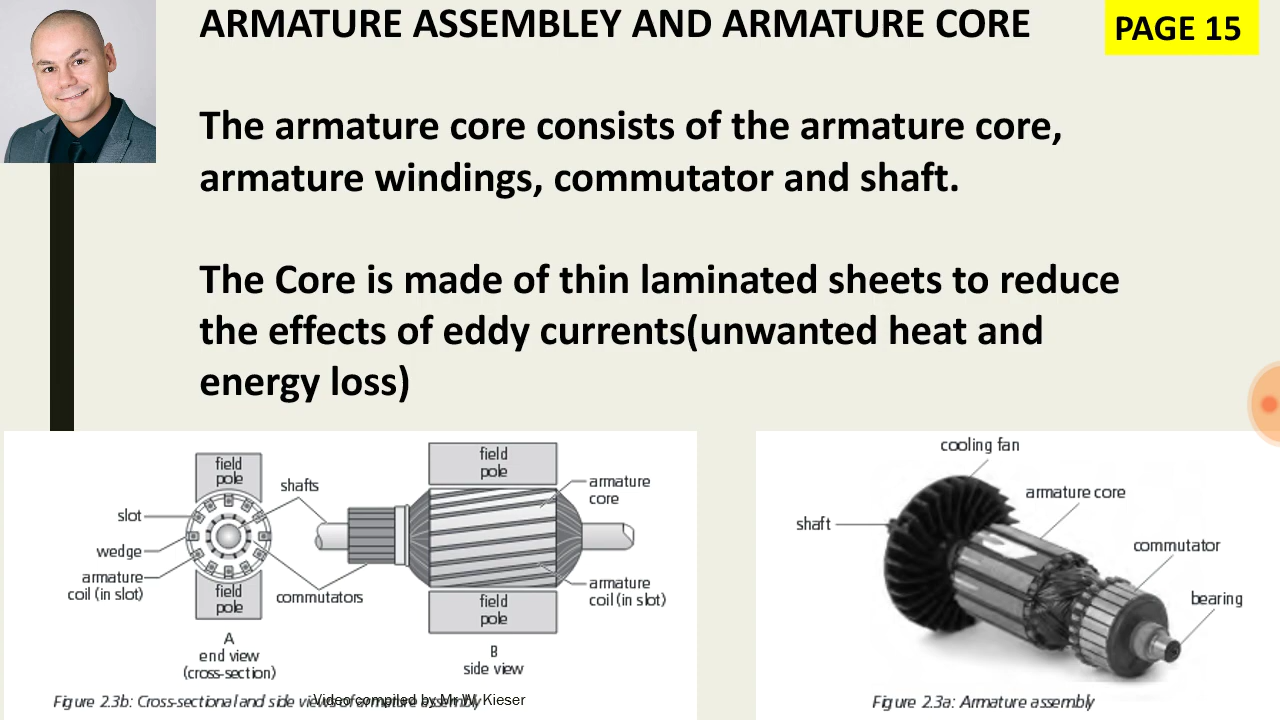 ARMATURE ASSEMBLEY AND ARMATURE CORE
PAGE 15
The armature core consists of the armature core,
armature windings, commutator and shaft.
The Core is made of thin laminated sheets to reduce
the effects of eddy currents(unwanted heat and
energy loss)
field
pole
shafts
slot
wedge
armature
coil (in slot)
field
pole
commutators
A
end view
(cross-section)
field
pole
armature
core
armature
coil (in slot)
field
pole
B
side view
Figure 2.3b: Cross-sectional and side view of armature assembly
Video compiled by Mr W. Kieser
cooling fan
armature core
shaft
commutator
bearing
Figure 2.3a: Armature assembly